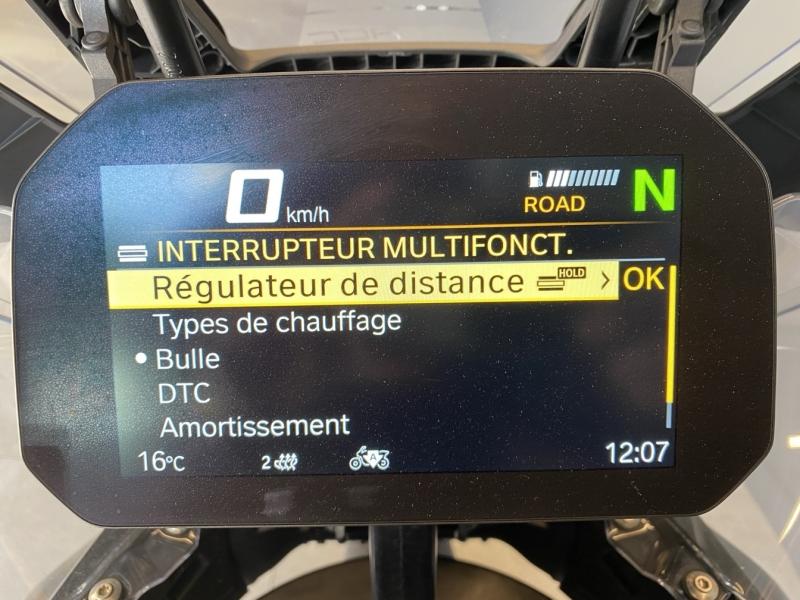 0 km/h
ROAD
N
INTERRUPTEUR MULTIFONCT.
Régulateur de distance HOLD > OK
Types de chauffage
• Bulle
DTC
Amortissement
16°C 2 A 12:07